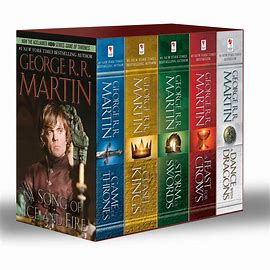 NOW THE ACCLAIMED HBO SERIES GAME OF THRONES
#1 NEW YORK TIMES BESTSELLING AUTHOR
GEORGE R. R.
MARTIN
A SONG OF
ICE AND FIRE
GEORGE R. R.
MARTIN
A GAME OF
THRONES
GEORGE R. R.
MARTIN
A CLASH OF
KINGS
GEORGE R. R.
MARTIN
A STORM OF
SWORDS
GEORGE R. R.
MARTIN
A FEAST FOR
CROWS
GEORGE R. R.
MARTIN
A DANCE WITH
DRAGONS